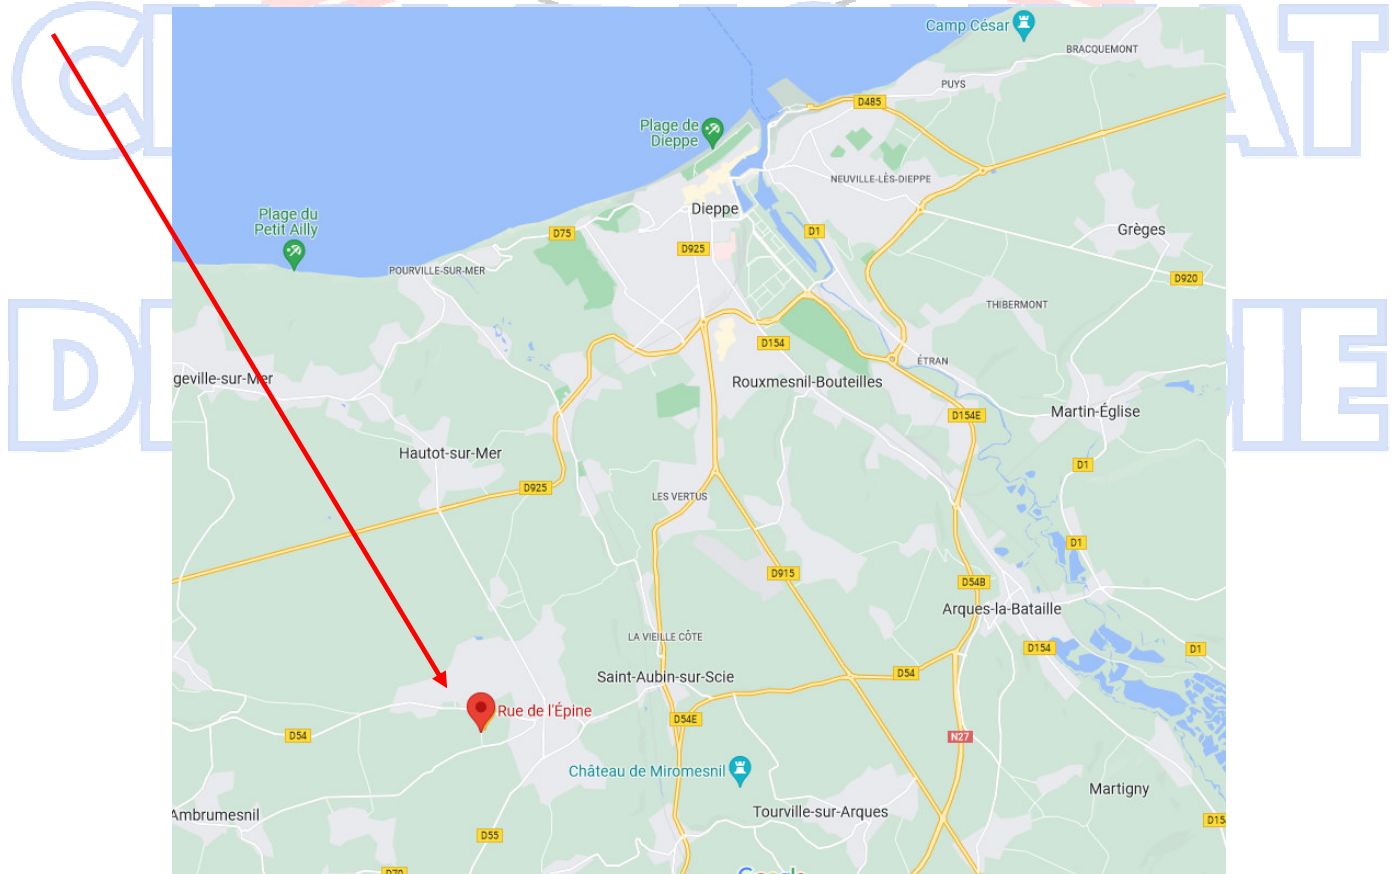 Camp César
BRACQUEMONT
PUYS
D485
Plage de
Dieppe
NEUVILLE-LÈS-DIEPPE
Dieppe
Plage du
Petit Ailly
D75
D1
Grèges
D925
POURVILLE-SUR-MER
D920
THIBERMONT
D154
ÉTRAN
geville-sur-Mer
Rouxmesnil-Bouteilles
D154E
Martin-Église
Hautot-sur-Mer
D1
D925
LES VERTUS
D1
D915
D54B
Arques-la-Bataille
LA VIEILLE CÔTE
D154
D1
Saint-Aubin-sur-Scie
D54
Rue de l'Épine
D54E
D54
N27
Château de Miromesnil
Martigny
Ambrumesnil
Tourville-sur-Arques
D15
D55